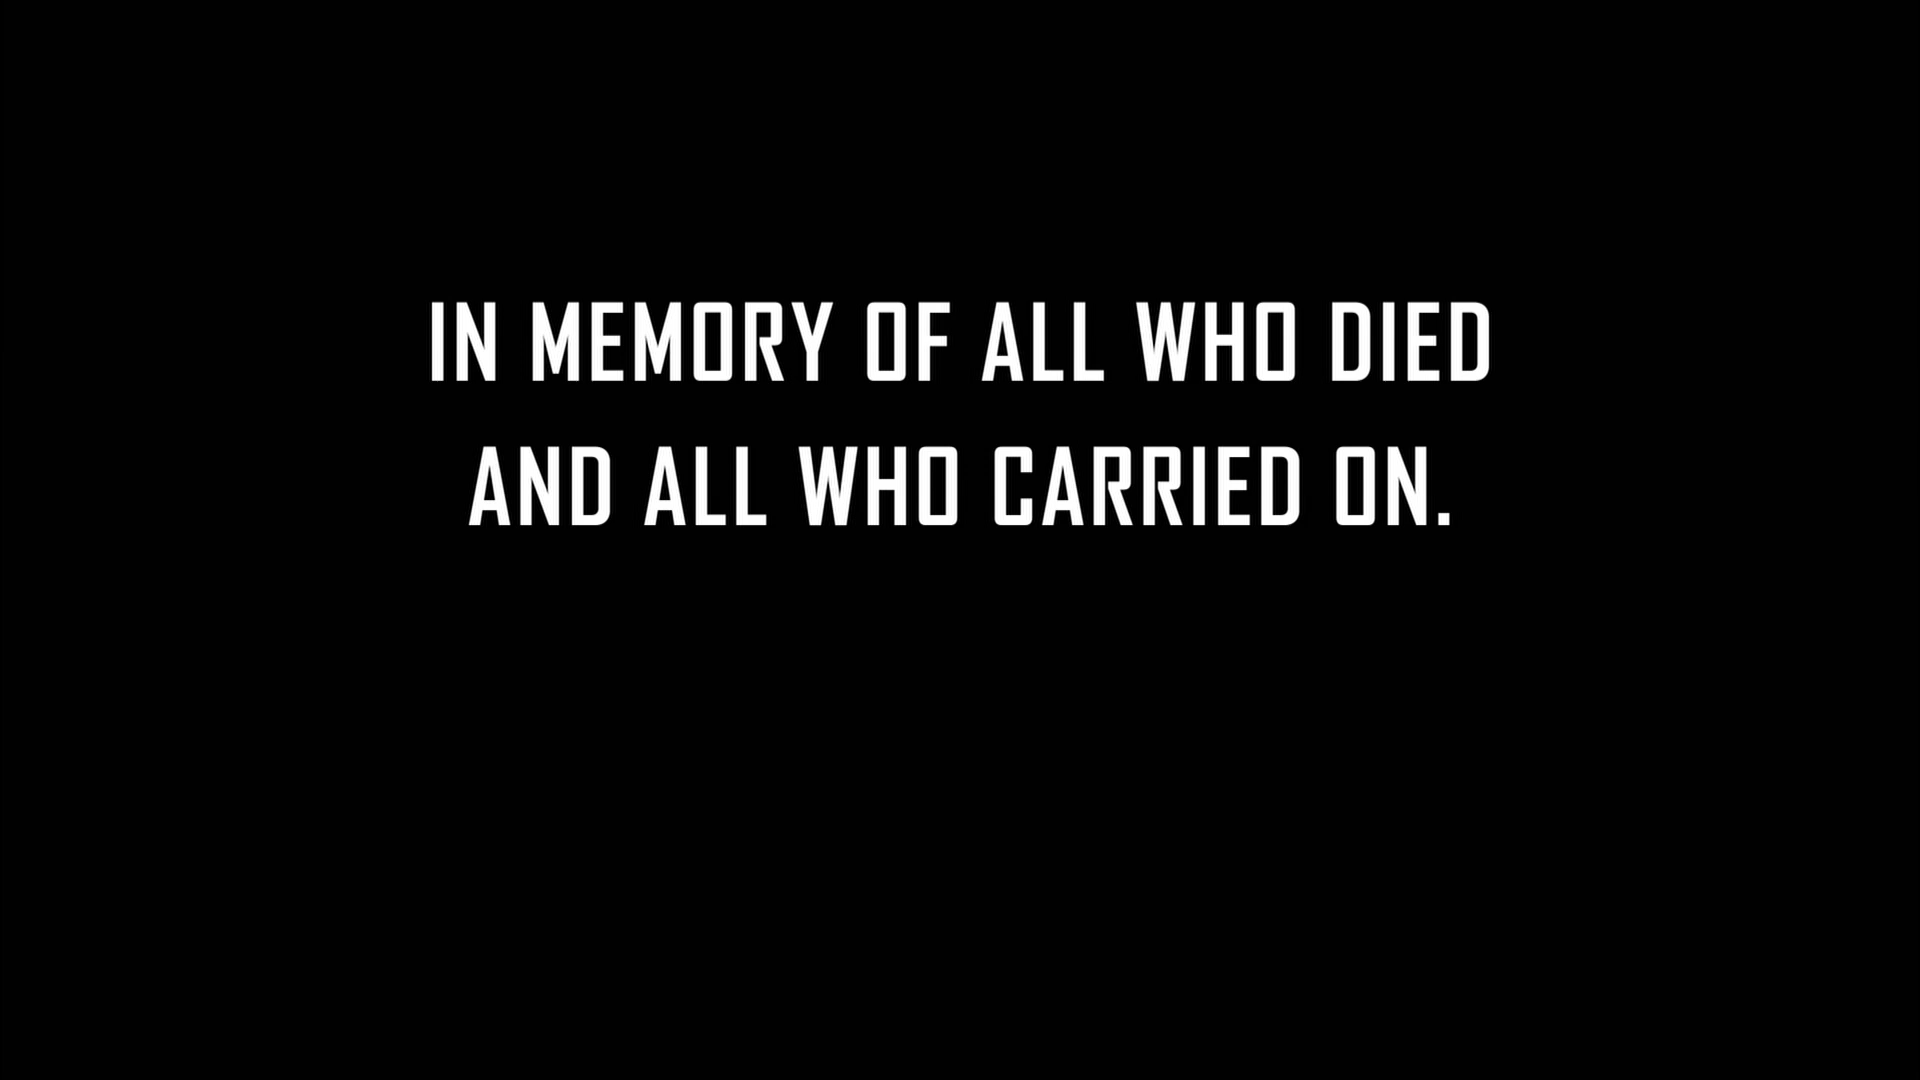 IN MEMORY OF ALL WHO DIED
AND ALL WHO CARRIED ON.